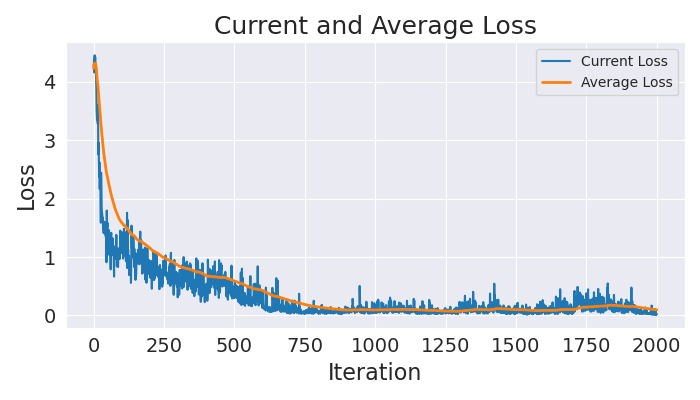 Current and Average Loss
Current Loss
Average Loss
4
3
2
1
0
Loss
0 250 500 750 1000 1250 1500 1750 2000
Iteration